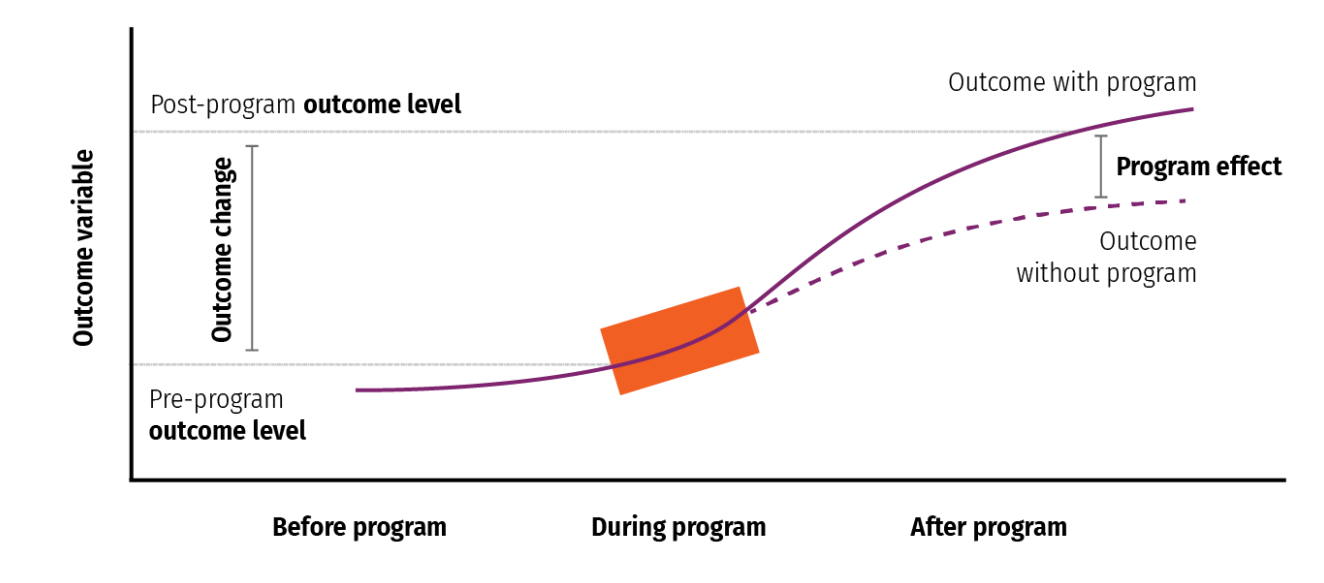 Outcome with program
Post-program outcome level
Outcome variable
Outcome change
Program effect
Outcome
without program
Pre-program
outcome level
Before program
During program
After program